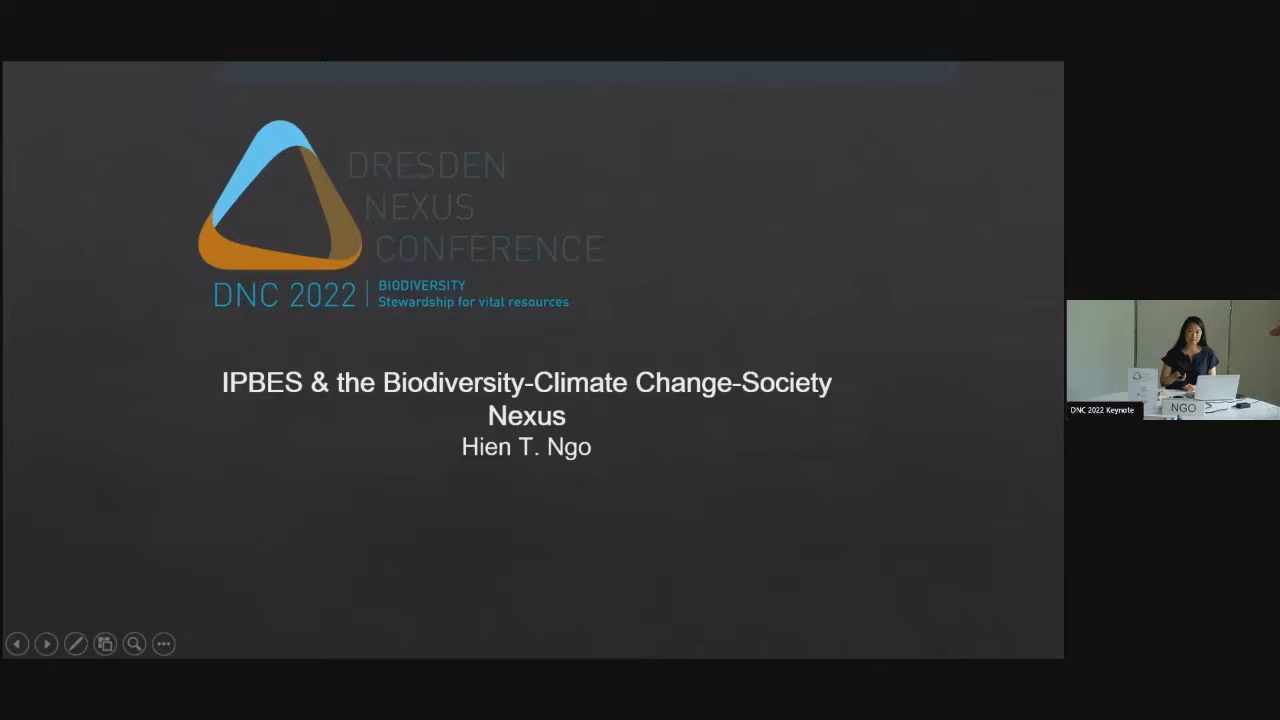 DRESDEN
NEXUS
CONFERENCE
DNC 2022
BIODIVERSITY
Stewardship for vital resources
IPBES & the Biodiversity-Climate Change-Society
Nexus
Hien T. Ngo
DNC 2022 Keynote
NGO